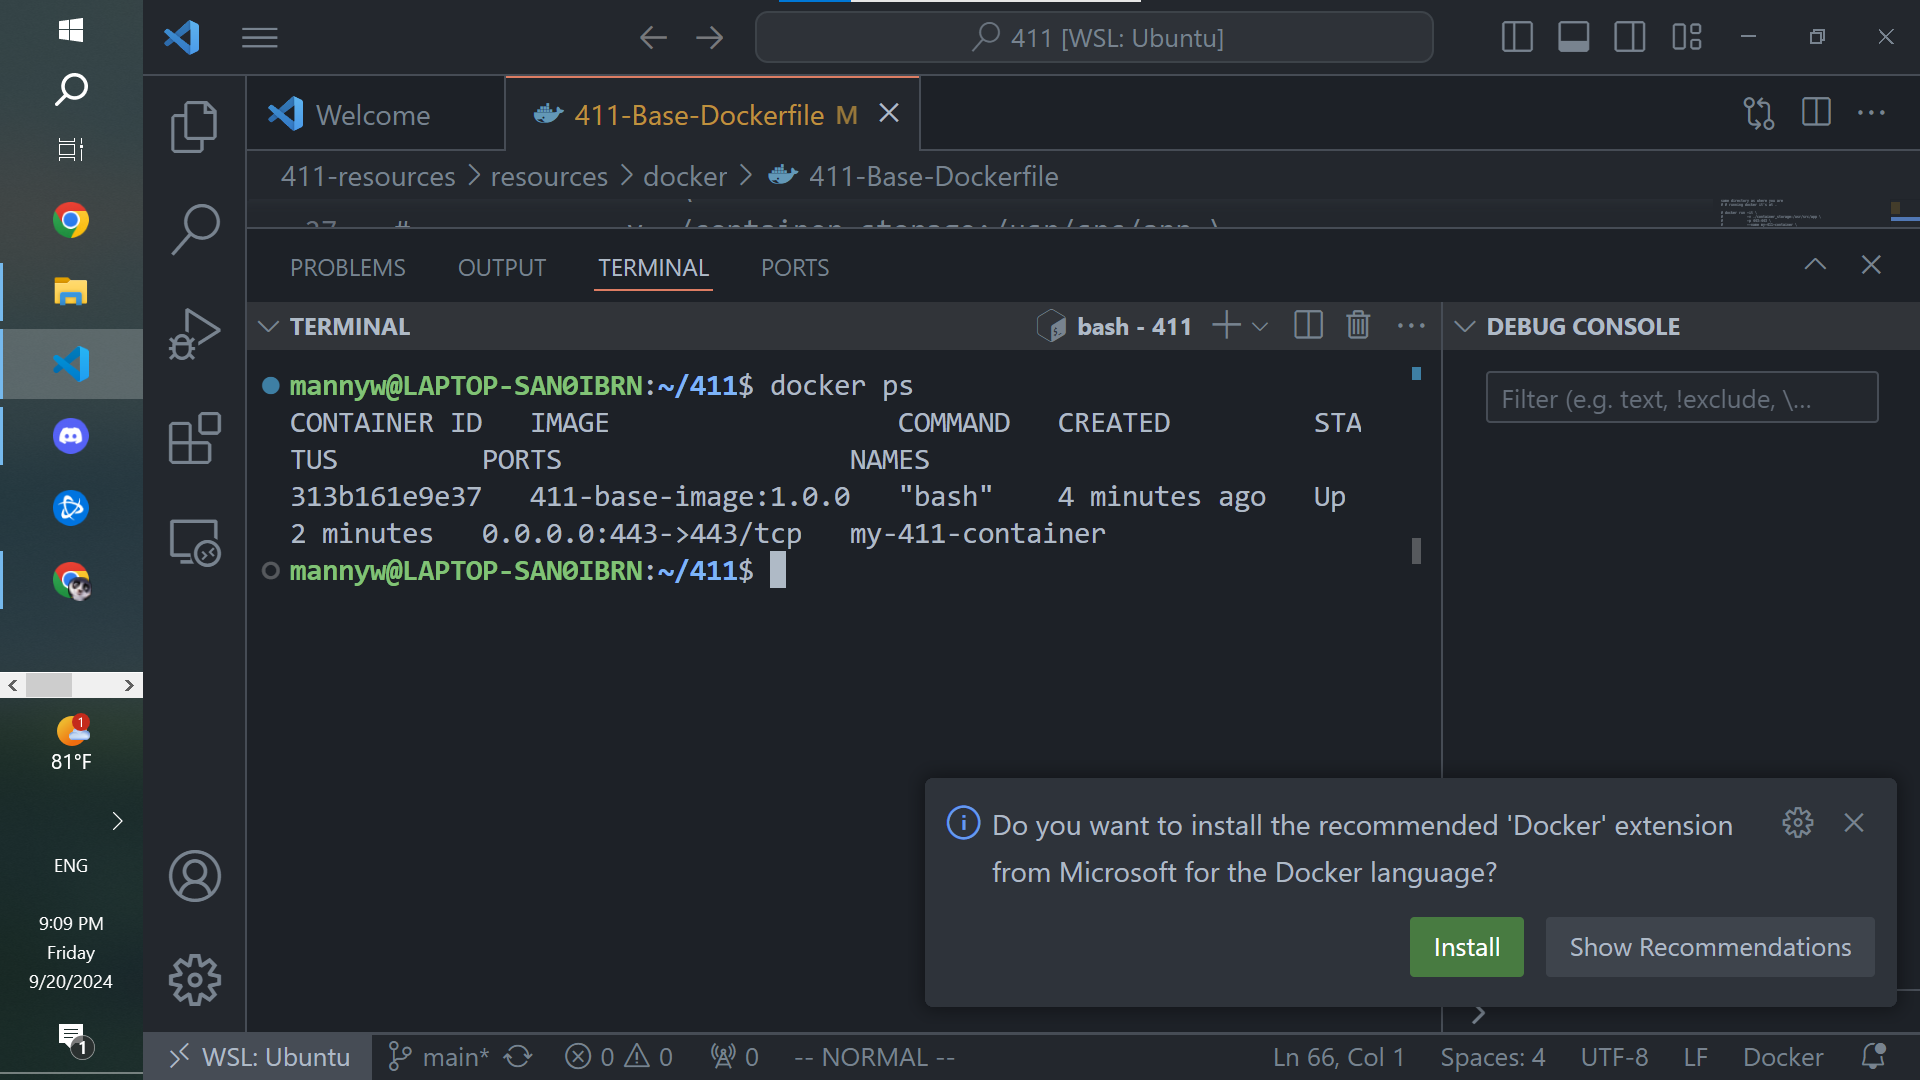 411 [WSL: Ubuntu]
Welcome
411-Base-Dockerfile M
411-resources > resources > docker > 411-Base-Dockerfile
PROBLEMS OUTPUT TERMINAL PORTS
TERMINAL
bash - 411
DEBUG CONSOLE
Filter (e.g. text, !exclude, \...
mannyw@LAPTOP-SAN0IBRN:~/411$ docker ps
CONTAINER ID   IMAGE                  COMMAND   CREATED         STA
TUS         PORTS                  NAMES
313b161e9e37   411-base-image:1.0.0   "bash"    4 minutes ago   Up
2 minutes   0.0.0.0:443->443/tcp   my-411-container
mannyw@LAPTOP-SAN0IBRN:~/411$
Do you want to install the recommended 'Docker' extension
from Microsoft for the Docker language?
Install
Show Recommendations
1
81°F
ENG
9:09 PM
Friday
9/20/2024
1
WSL: Ubuntu main* 0 0 0 -- NORMAL -- Ln 66, Col 1 Spaces: 4 UTF-8 LF Docker